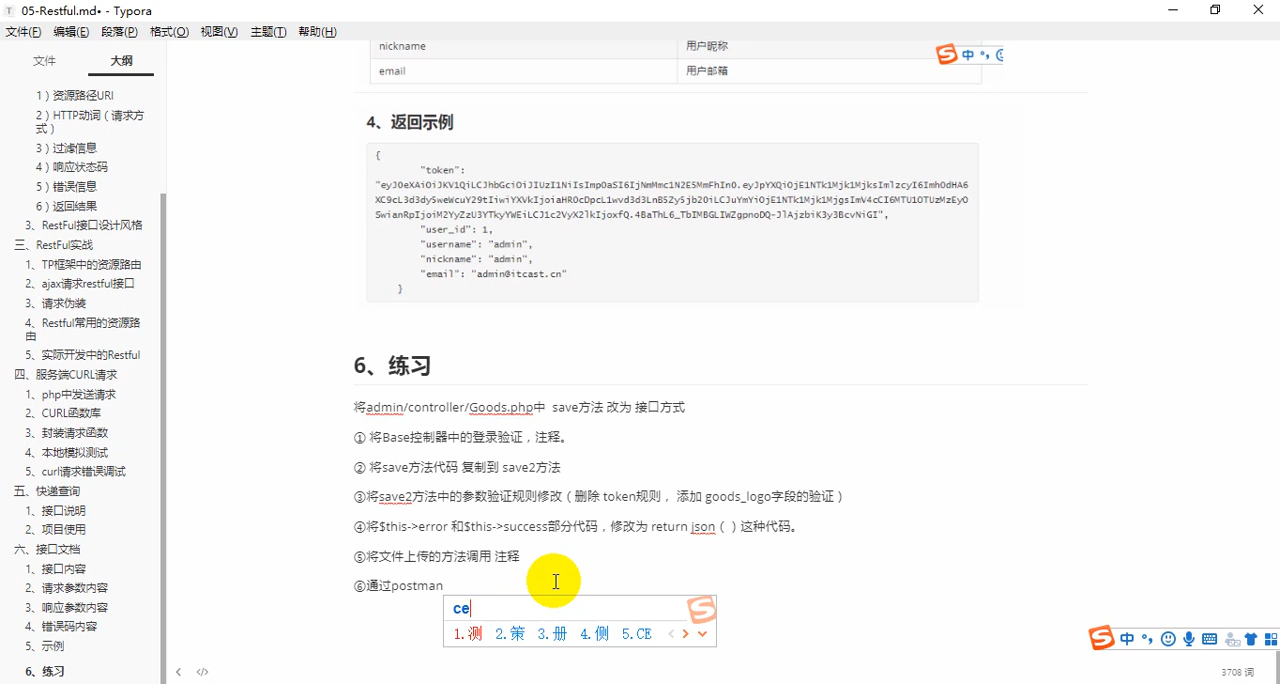 05-Restful.md• - Typora
文件(F) 编辑(E) 段落(P) 格式(O) 视图(V) 主题(T) 帮助(H)
文件 大纲
1）资源路径URI
2）HTTP动词（请求方
式）
3）过滤信息
4）响应状态码
5）错误信息
6）返回结果
3、RestFul接口设计风格
三、RestFul实战
1、TP框架中的资源路由
2、ajax请求restful接口
3、请求伪装
4、Restful常用的资源路
由
5、实际开发中的Restful
四、服务端CURL请求
1、php中发送请求
2、CURL函数库
3、封装请求函数
4、本地模拟测试
5、curl请求错误调试
五、快递查询
1、接口说明
2、项目使用
六、接口文档
1、接口内容
2、请求参数内容
3、响应参数内容
4、错误码内容
5、示例
6、练习
nickname 用户昵称
email 用户邮箱
中
4、返回示例
{
"token":
"user_id": 1,
"username": "admin",
"nickname": "admin",
"email": "admin@itcast.cn"
}
6、练习
将admin/controller/Goods.php中 save方法 改为 接口方式
① 将Base控制器中的登录验证，注释。
② 将save方法代码 复制到 save2方法
③将save2方法中的参数验证规则修改（删除 token规则， 添加 goods_logo字段的验证）
④将$this->error 和$this->success部分代码，修改为 return json（ ）这种代码。
⑤将文件上传的方法调用 注释
⑥通过postman
ce
1.测 2.策 3.册 4.侧 5.CE
中
3708 词